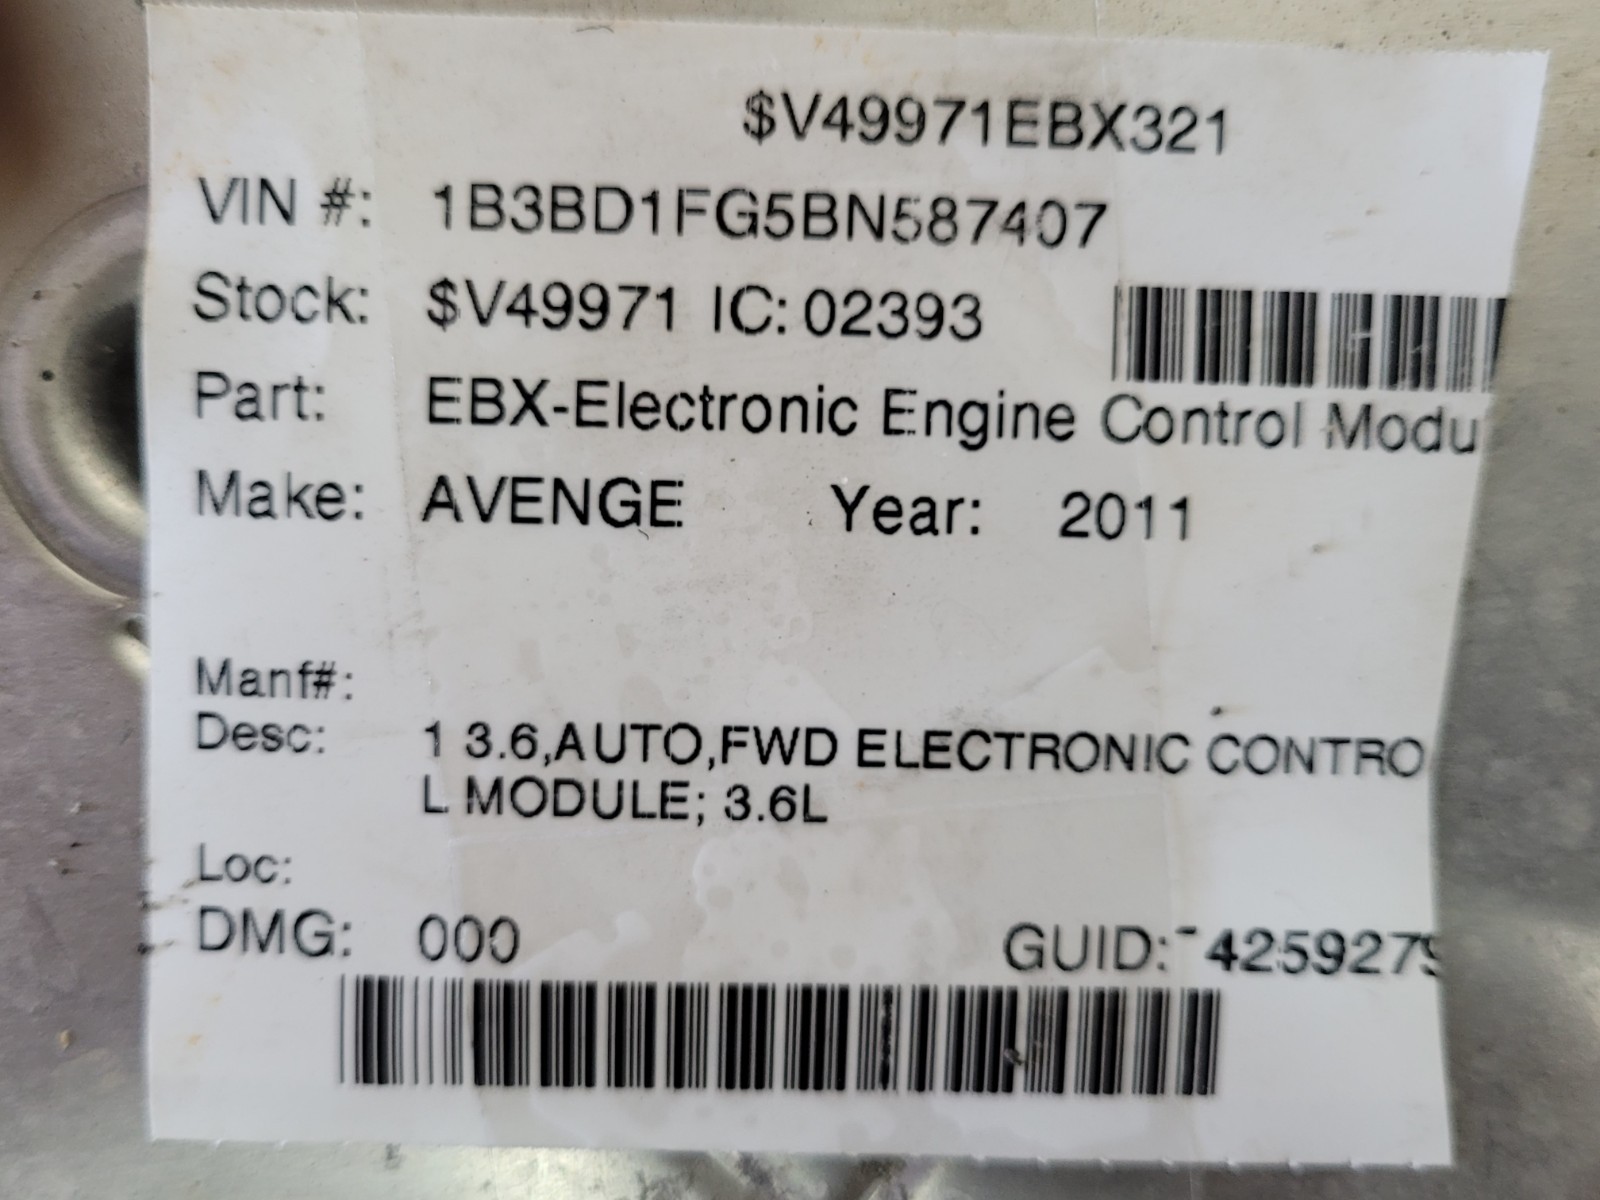 $V49971EBX321
VIN #: 1B3BD1FG5BN587407
Stock: $V49971 IC: 02393
Part: EBX-Electronic Engine Control Modu
Make: AVENGE Year: 2011
Manf#:
Desc: 1 3.6,AUTO,FWD ELECTRONIC CONTRO
L MODULE; 3.6L
Loc:
DMG: 000 GUID: -4259279